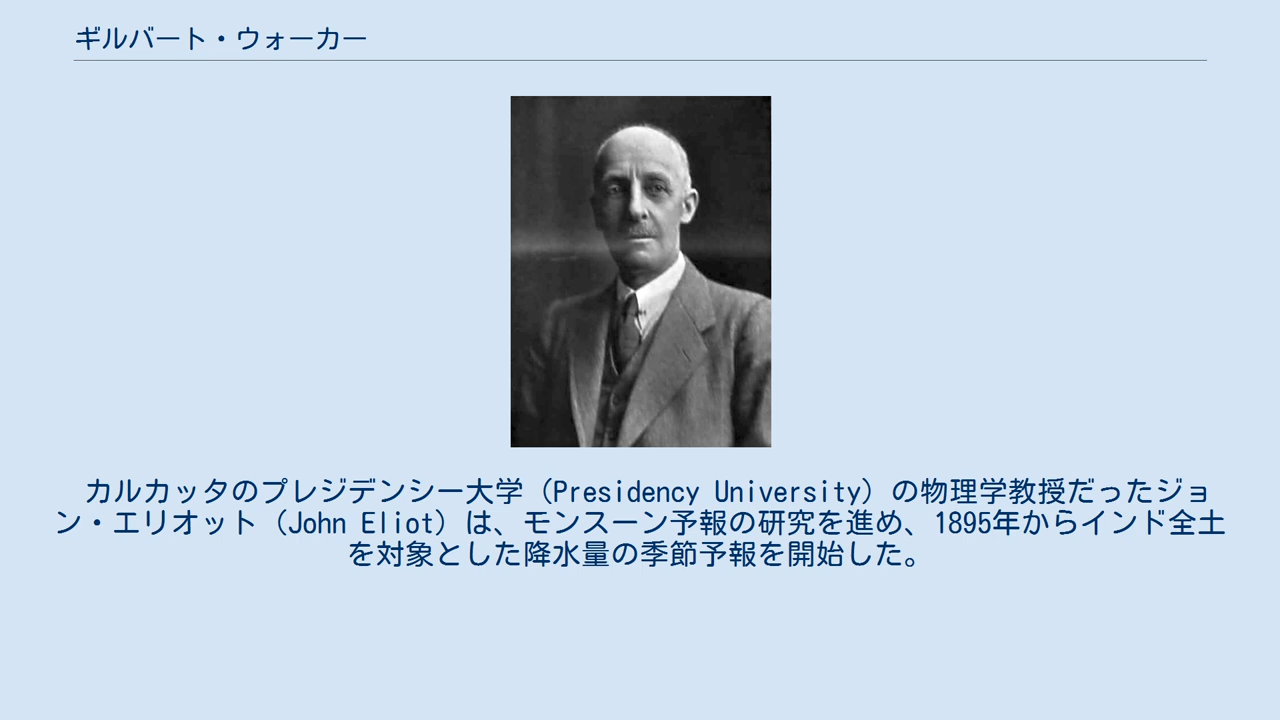 ギルバート・ウォーカー
カルカッタのプレジデンシー大学（Presidency University）の物理学教授だったジョ
ン・エリオット（John Eliot）は、モンスーン予報の研究を進め、1895年からインド全土
を対象とした降水量の季節予報を開始した。